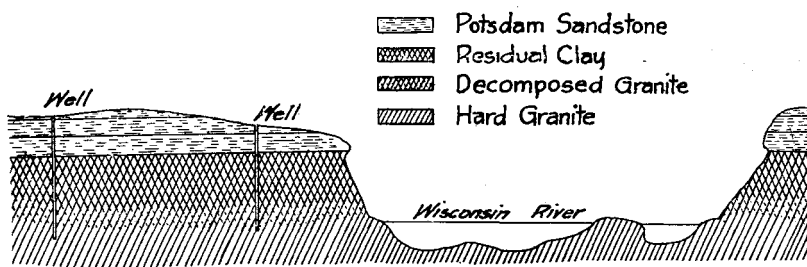 Potsdam Sandstone
Residual Clay
Decomposed Granite
Hard Granite
Well
Well
Wisconsin River